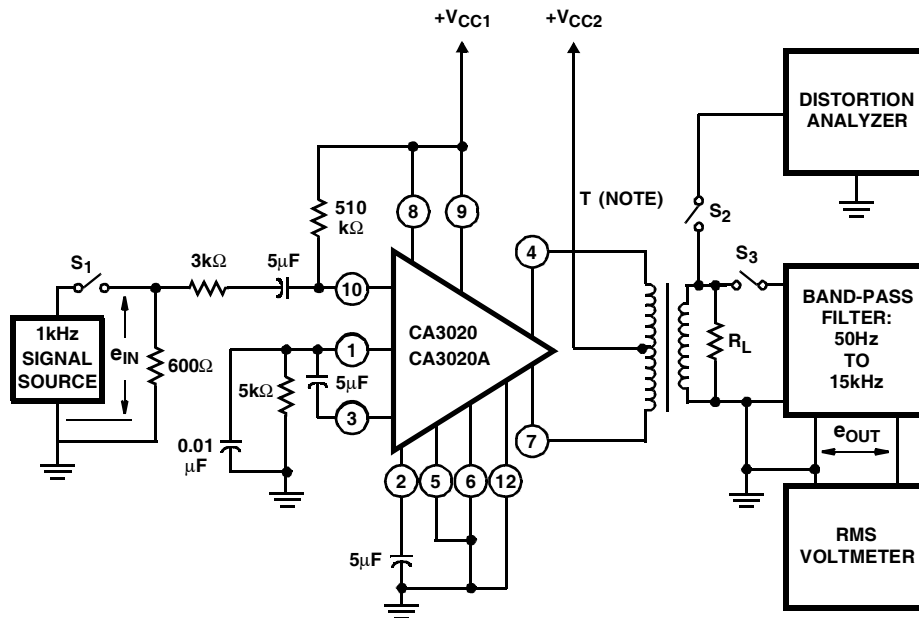 +VCC1
+VCC2
DISTORTION
ANALYZER
510
kΩ
8
9
T (NOTE)
S2
S1
3kΩ
5μF
10
4
S3
1kHz
SIGNAL
SOURCE
eIN
600Ω
CA3020
CA3020A
1
5kΩ
5μF
3
0.01
μF
7
RL
BAND-PASS
FILTER:
50Hz
TO
15kHz
eOUT
2
5
6
12
5μF
RMS
VOLTMETER